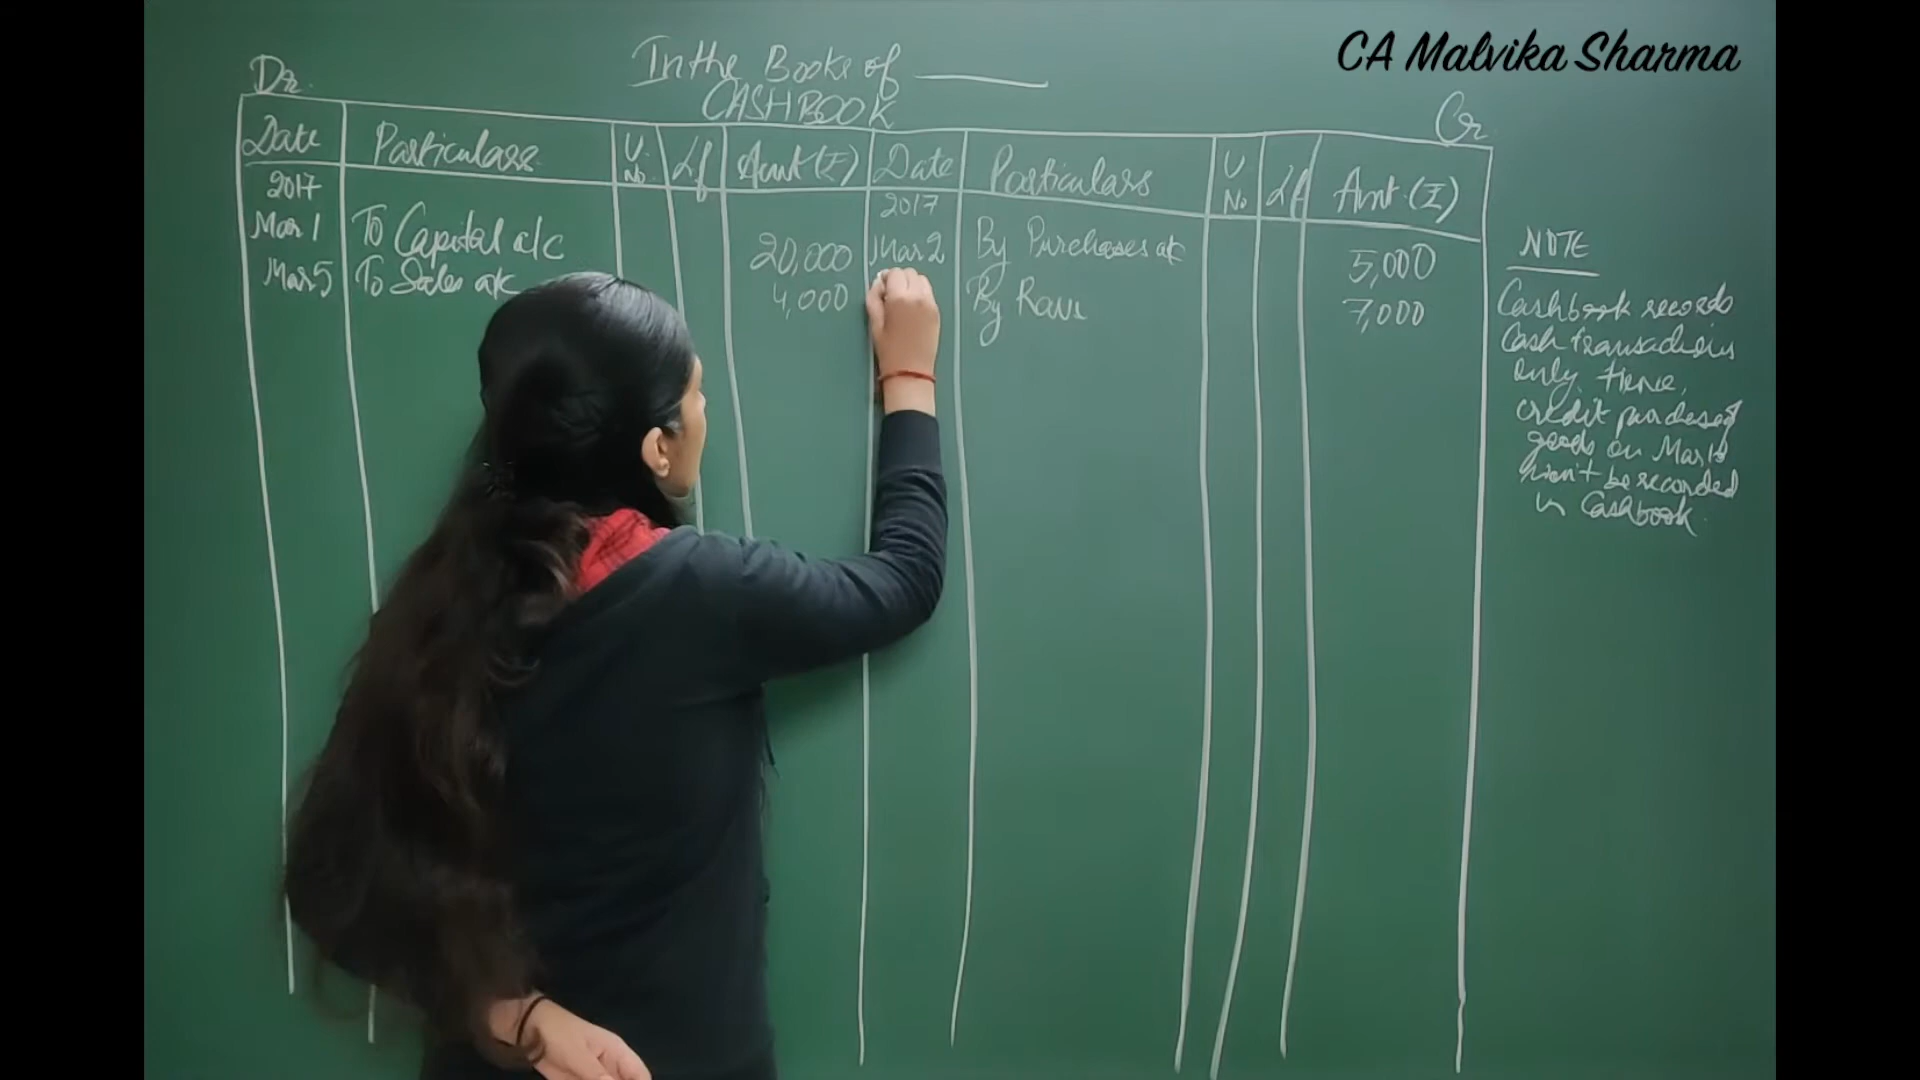 CA Malvika Sharma
In the Books of
CASHBOOK
Dr.
Cr.
Date Particulars V. No. Lf Amt (₹) Date Particulars V No Lf Amt. (₹)
2017 2017
Mar 1 To Capital a/c 20,000 Mar 2 By Purchases a/c 5,000
Mar 5 To Sales a/c 4,000 By Ravi 7,000
NOTE
Cashbook records
Cash transactions
only. Hence,
credit purchase of
goods on Mar
won't be recorded
in Cashbook.